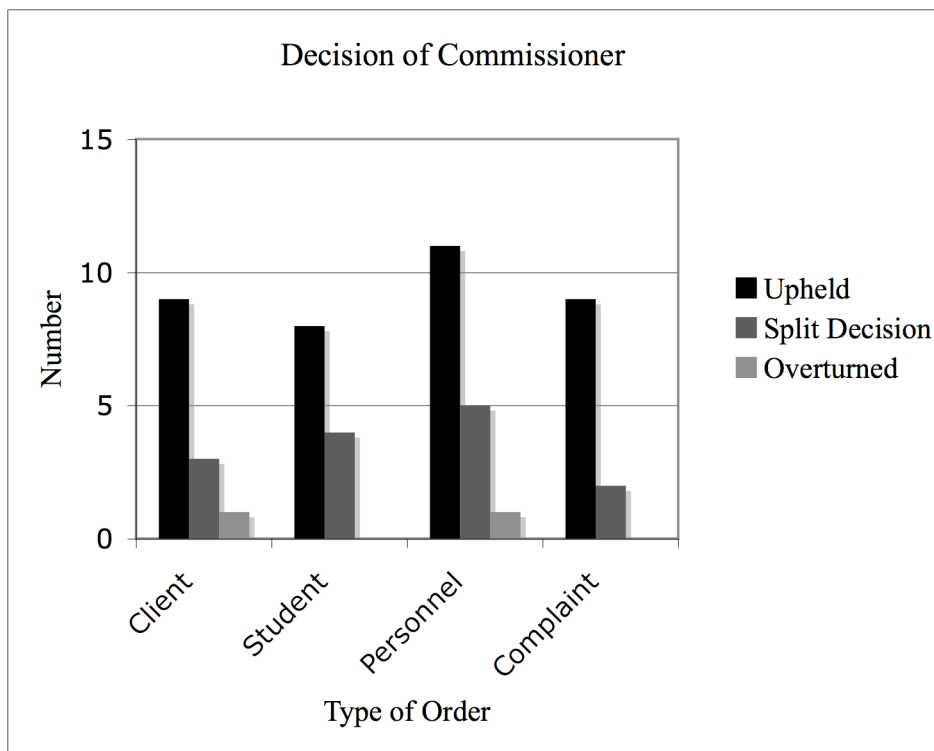 Decision of Commissioner
15
10
5
0
Number
Upheld
Split Decision
Overturned
Client
Student
Personnel
Complaint
Type of Order